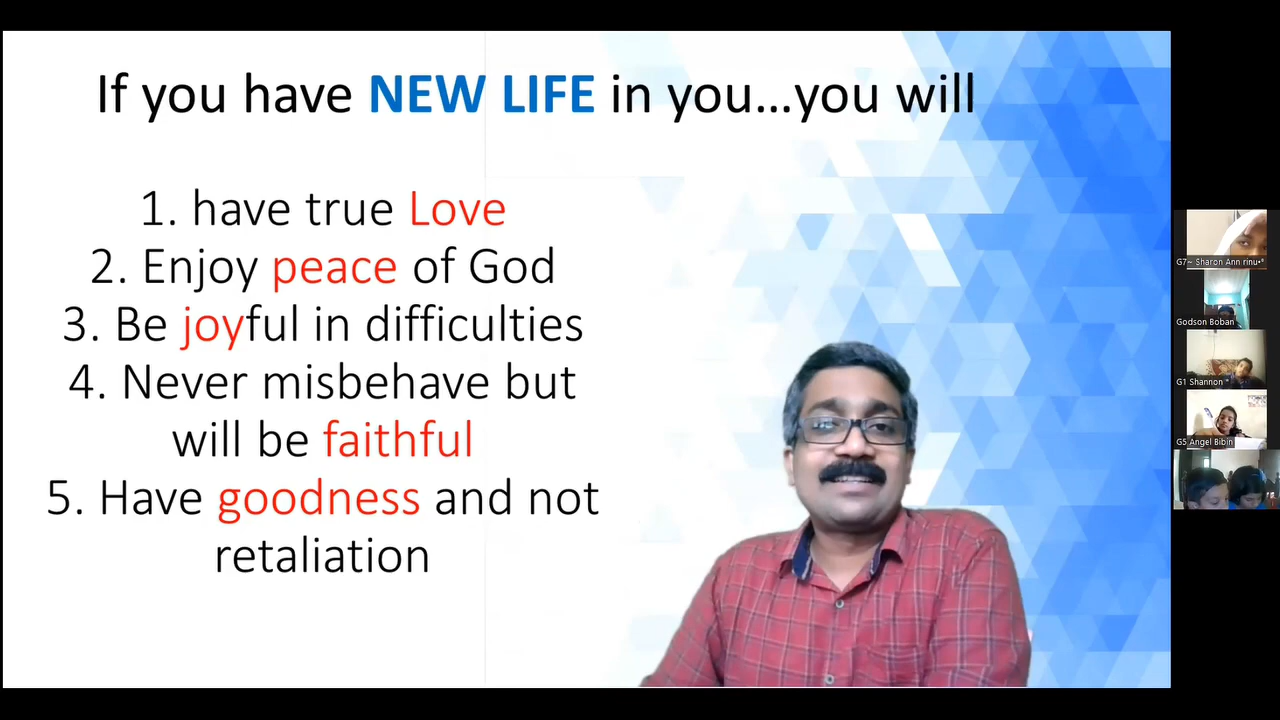 If you have NEW LIFE in you...you will
1. have true Love
2. Enjoy peace of God
3. Be joyful in difficulties
4. Never misbehave but
will be faithful
5. Have goodness and not
retaliation
G7~ Sharon Ann rinu•*
Godson Boban
G1 Shannon *
G5 Angel Bibin